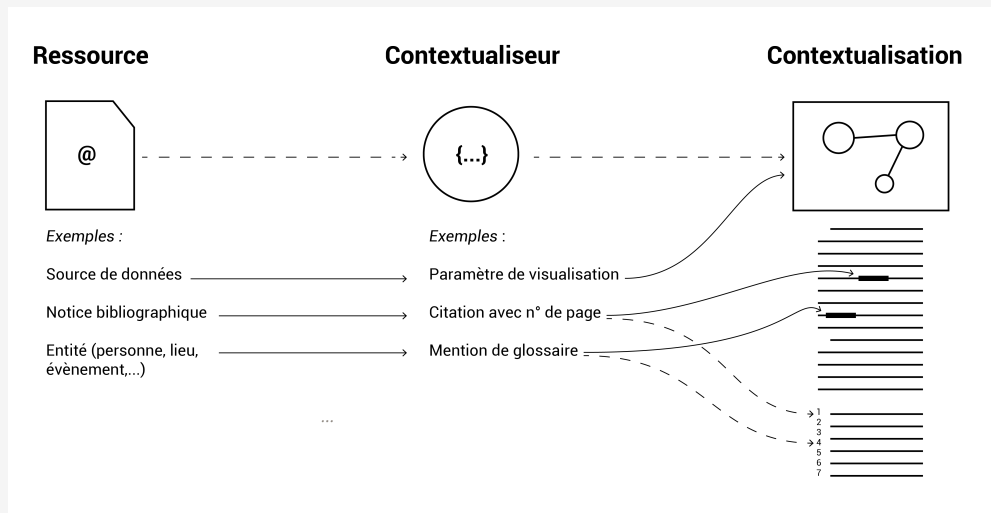 Ressource
Contextualiseur
Contextualisation
@
{...}
Exemples :
Exemples :
Source de données
Paramètre de visualisation
Notice bibliographique
Citation avec n° de page
Entité (personne, lieu,
évènement,...)
Mention de glossaire
...
1
2
3
4
5
6
7